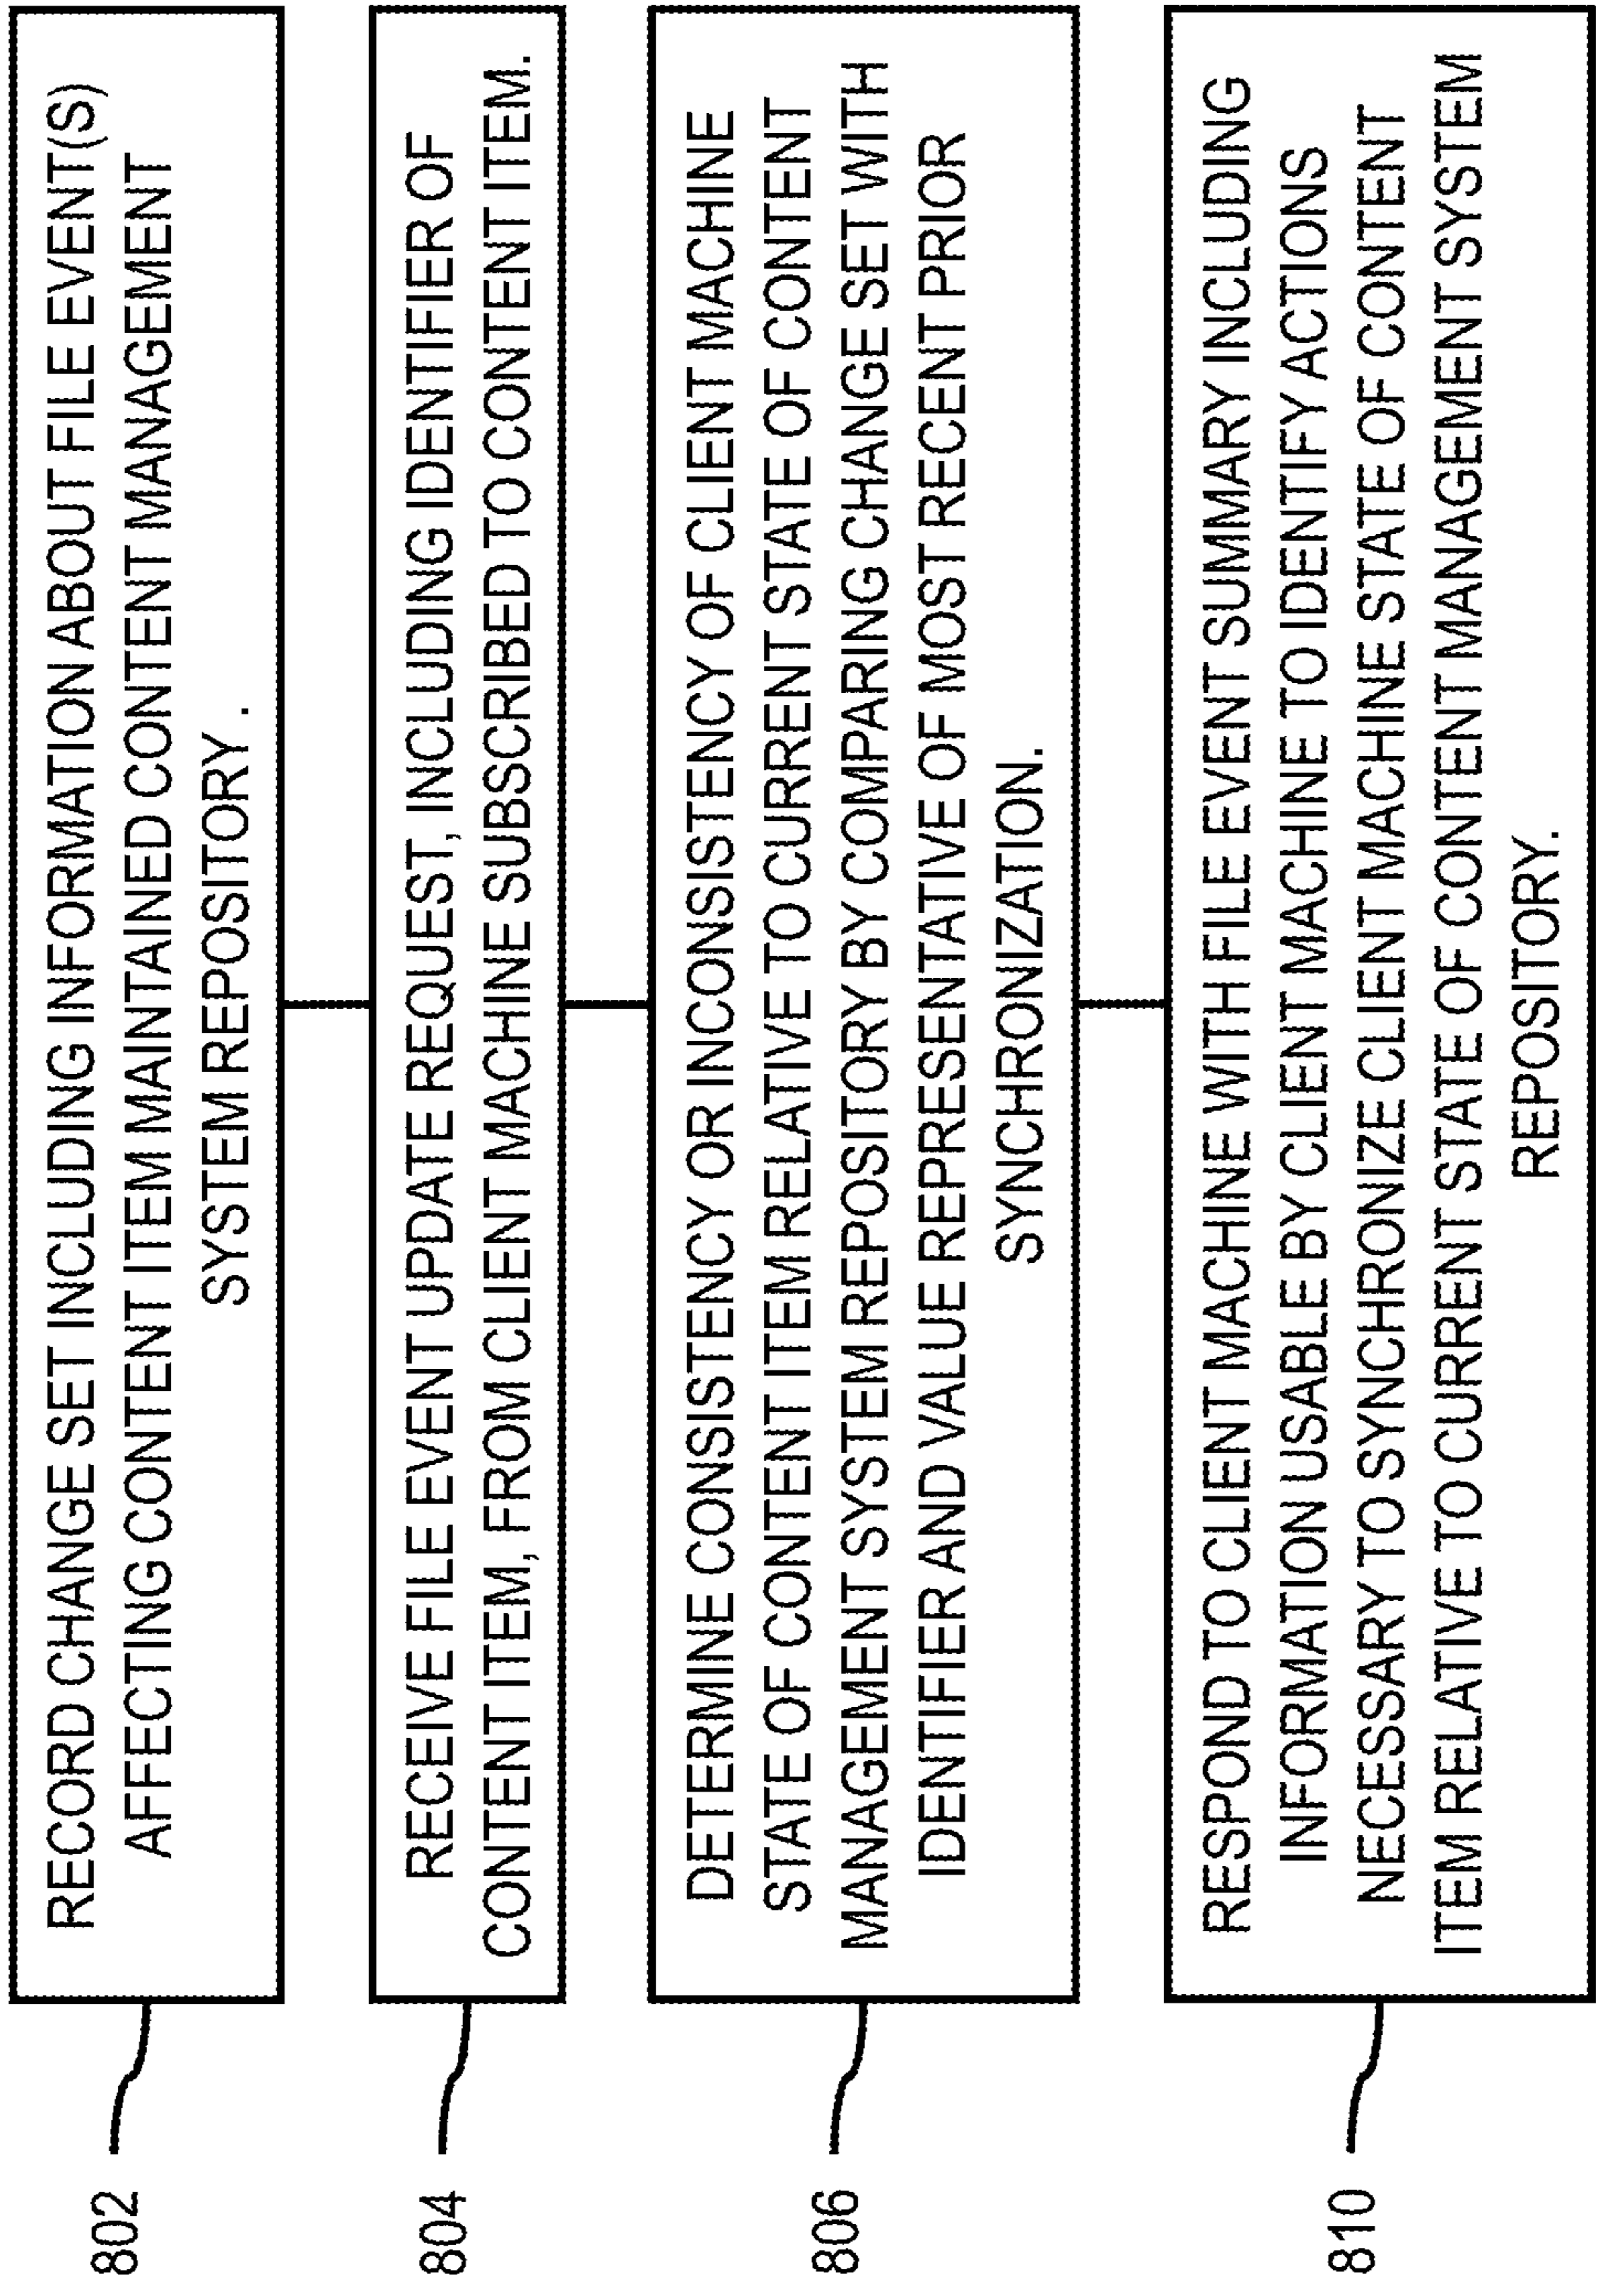 802
RECORD CHANGE SET INCLUDING INFORMATION ABOUT FILE EVENT(S)
AFFECTING CONTENT ITEM MAINTAINED CONTENT MANAGEMENT
SYSTEM REPOSITORY .
804
RECEIVE FILE EVENT UPDATE REQUEST, INCLUDING IDENTIFIER OF
CONTENT ITEM, FROM CLIENT MACHINE SUBSCRIBED TO CONTENT ITEM.
806
DETERMINE CONSISTENCY OR INCONSISTENCY OF CLIENT MACHINE
STATE OF CONTENT ITEM RELATIVE TO CURRENT STATE OF CONTENT
MANAGEMENT SYSTEM REPOSITORY BY COMPARING CHANGE SET WITH
IDENTIFIER AND VALUE REPRESENTATIVE OF MOST RECENT PRIOR
SYNCHRONIZATION.
810
RESPOND TO CLIENT MACHINE WITH FILE EVENT SUMMARY INCLUDING
INFORMATION USABLE BY CLIENT MACHINE TO IDENTIFY ACTIONS
NECESSARY TO SYNCHRONIZE CLIENT MACHINE STATE OF CONTENT
ITEM RELATIVE TO CURRENT STATE OF CONTENT MANAGEMENT SYSTEM
REPOSITORY.